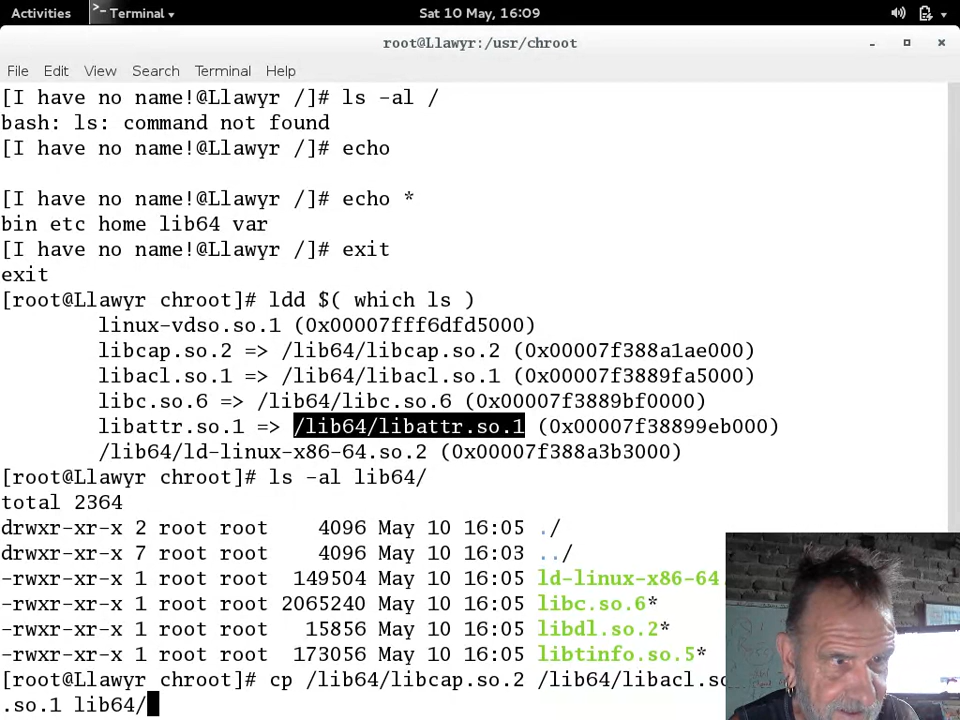 Activities Terminal Sat 10 May, 16:09
root@Llawyr:/usr/chroot
File Edit View Search Terminal Help
[I have no name!@Llawyr /]# ls -al /
bash: ls: command not found
[I have no name!@Llawyr /]# echo
[I have no name!@Llawyr /]# echo *
bin etc home lib64 var
[I have no name!@Llawyr /]# exit
exit
[root@Llawyr chroot]# ldd $( which ls )
linux-vdso.so.1 (0x00007fff6dfd5000)
libcap.so.2 => /lib64/libcap.so.2 (0x00007f388a1ae000)
libacl.so.1 => /lib64/libacl.so.1 (0x00007f3889fa5000)
libc.so.6 => /lib64/libc.so.6 (0x00007f3889bf0000)
libattr.so.1 => /lib64/libattr.so.1 (0x00007f38899eb000)
/lib64/ld-linux-x86-64.so.2 (0x00007f388a3b3000)
[root@Llawyr chroot]# ls -al lib64/
total 2364
drwxr-xr-x 2 root root 4096 May 10 16:05 ./
drwxr-xr-x 7 root root 4096 May 10 16:03 ../
-rwxr-xr-x 1 root root 149504 May 10 16:05 ld-linux-x86-64.
-rwxr-xr-x 1 root root 2065240 May 10 16:05 libc.so.6*
-rwxr-xr-x 1 root root 15856 May 10 16:05 libdl.so.2*
-rwxr-xr-x 1 root root 173056 May 10 16:05 libtinfo.so.5*
[root@Llawyr chroot]# cp /lib64/libcap.so.2 /lib64/libacl.so
.so.1 lib64/